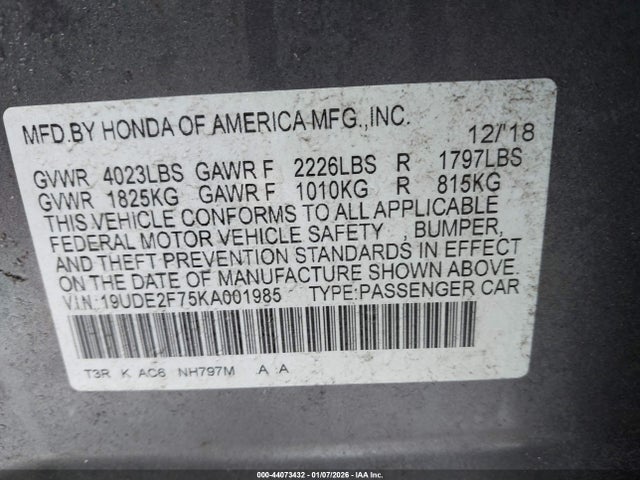 MFD.BY HONDA OF AMERICA MFG.,INC. 12/'18
GVWR 4023LBS GAWR F 2226LBS R 1797LBS
GVWR 1825KG GAWR F 1010KG R 815KG
THIS VEHICLE CONFORMS TO ALL APPLICABLE
FEDERAL MOTOR VEHICLE SAFETY , BUMPER,
AND THEFT PREVENTION STANDARDS IN EFFECT
ON THE DATE OF MANUFACTURE SHOWN ABOVE.
V.I.N: 19UDE2F75KA001985 TYPE:PASSENGER CAR
T3R K AC6 NH797M A A
000-44073432 - 01/07/2026 - IAA Inc.